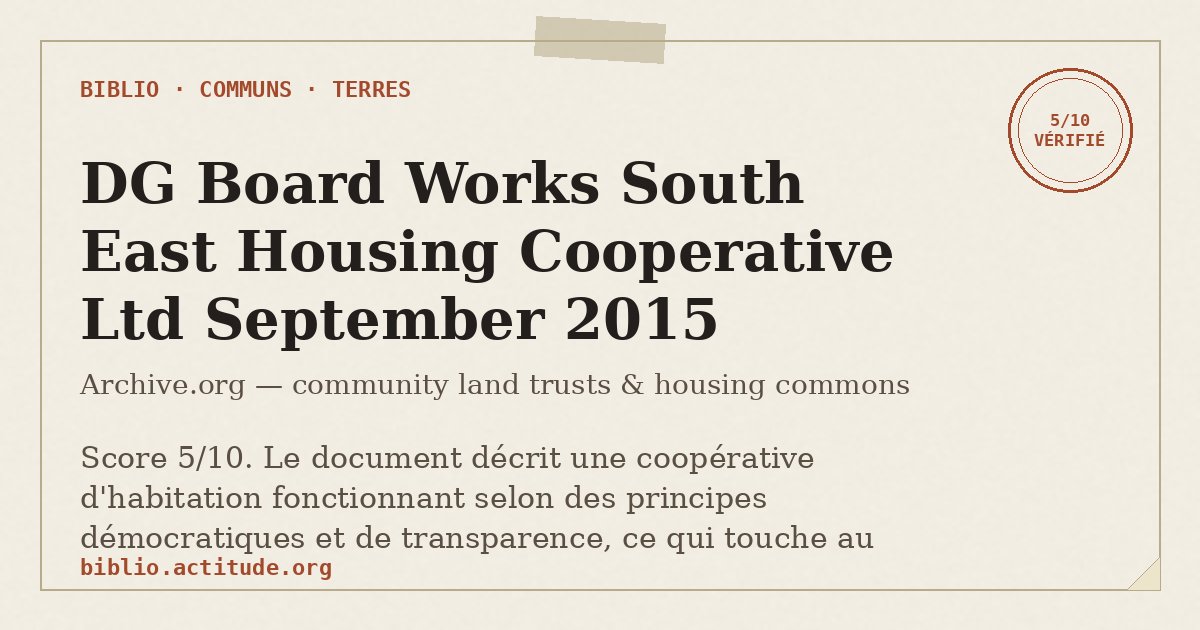 BIBLIO · COMMUNS · TERRES
5/10
VÉRIFIÉ
DG Board Works South
East Housing Cooperative
Ltd September 2015
Archive.org — community land trusts & housing commons
Score 5/10. Le document décrit une coopérative
d'habitation fonctionnant selon des principes
démocratiques et de transparence, ce qui touche au
biblio.actitude.org